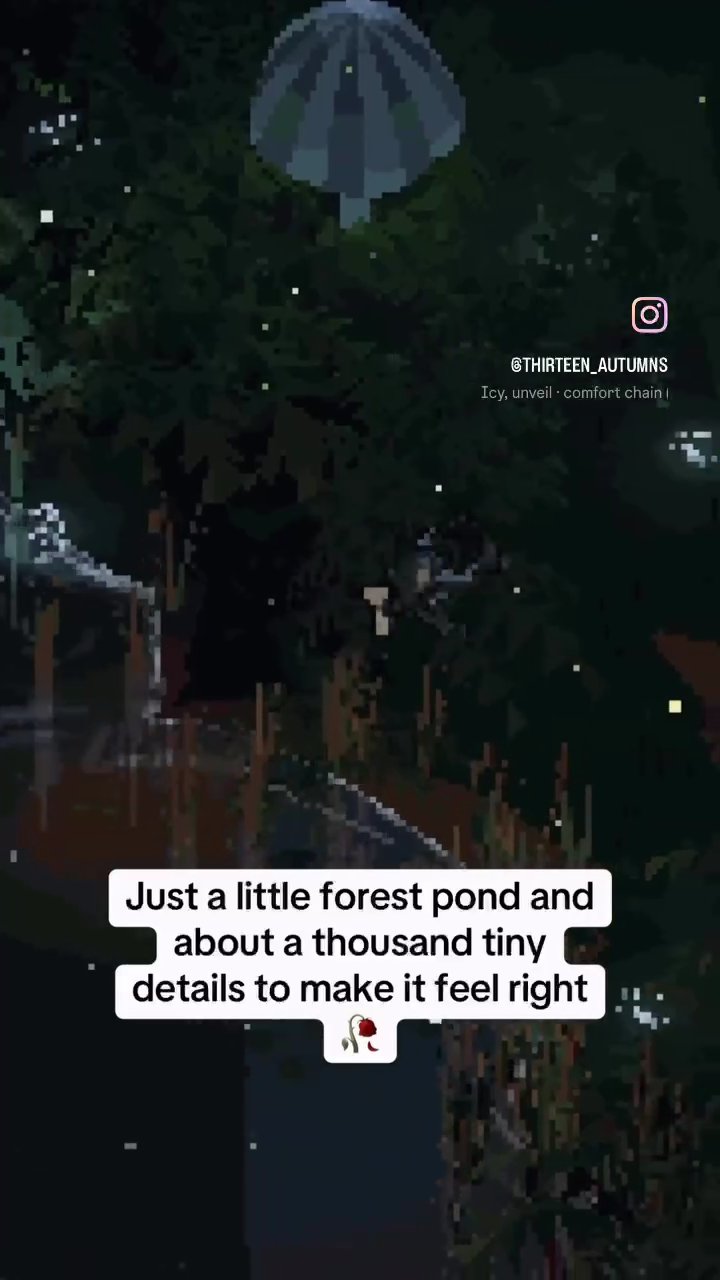 @THIRTEEN_AUTUMNS
Icy, unveil · comfort chain
Just a little forest pond and
about a thousand tiny
details to make it feel right
🥀